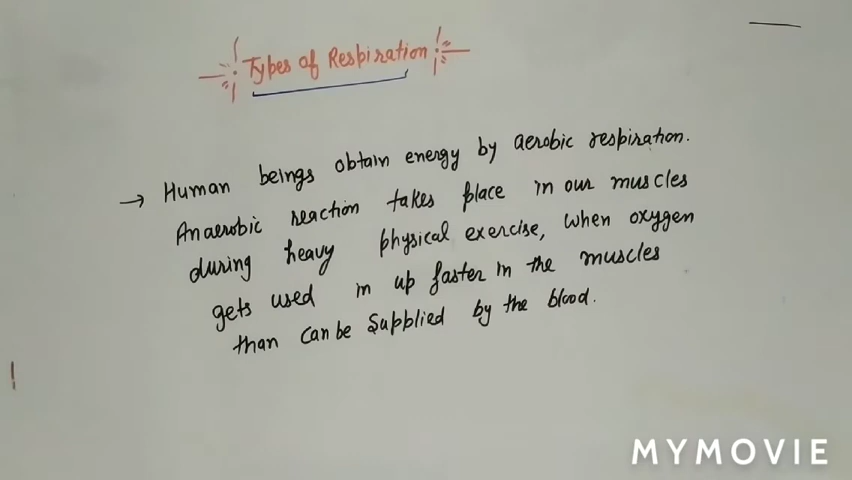 Types of Respiration
→ Human beings obtain energy by aerobic respiration.
Anaerobic reaction takes place in our muscles
during heavy physical exercise, when oxygen
gets used in up faster in the muscles
than can be supplied by the blood.
MYMOVIE